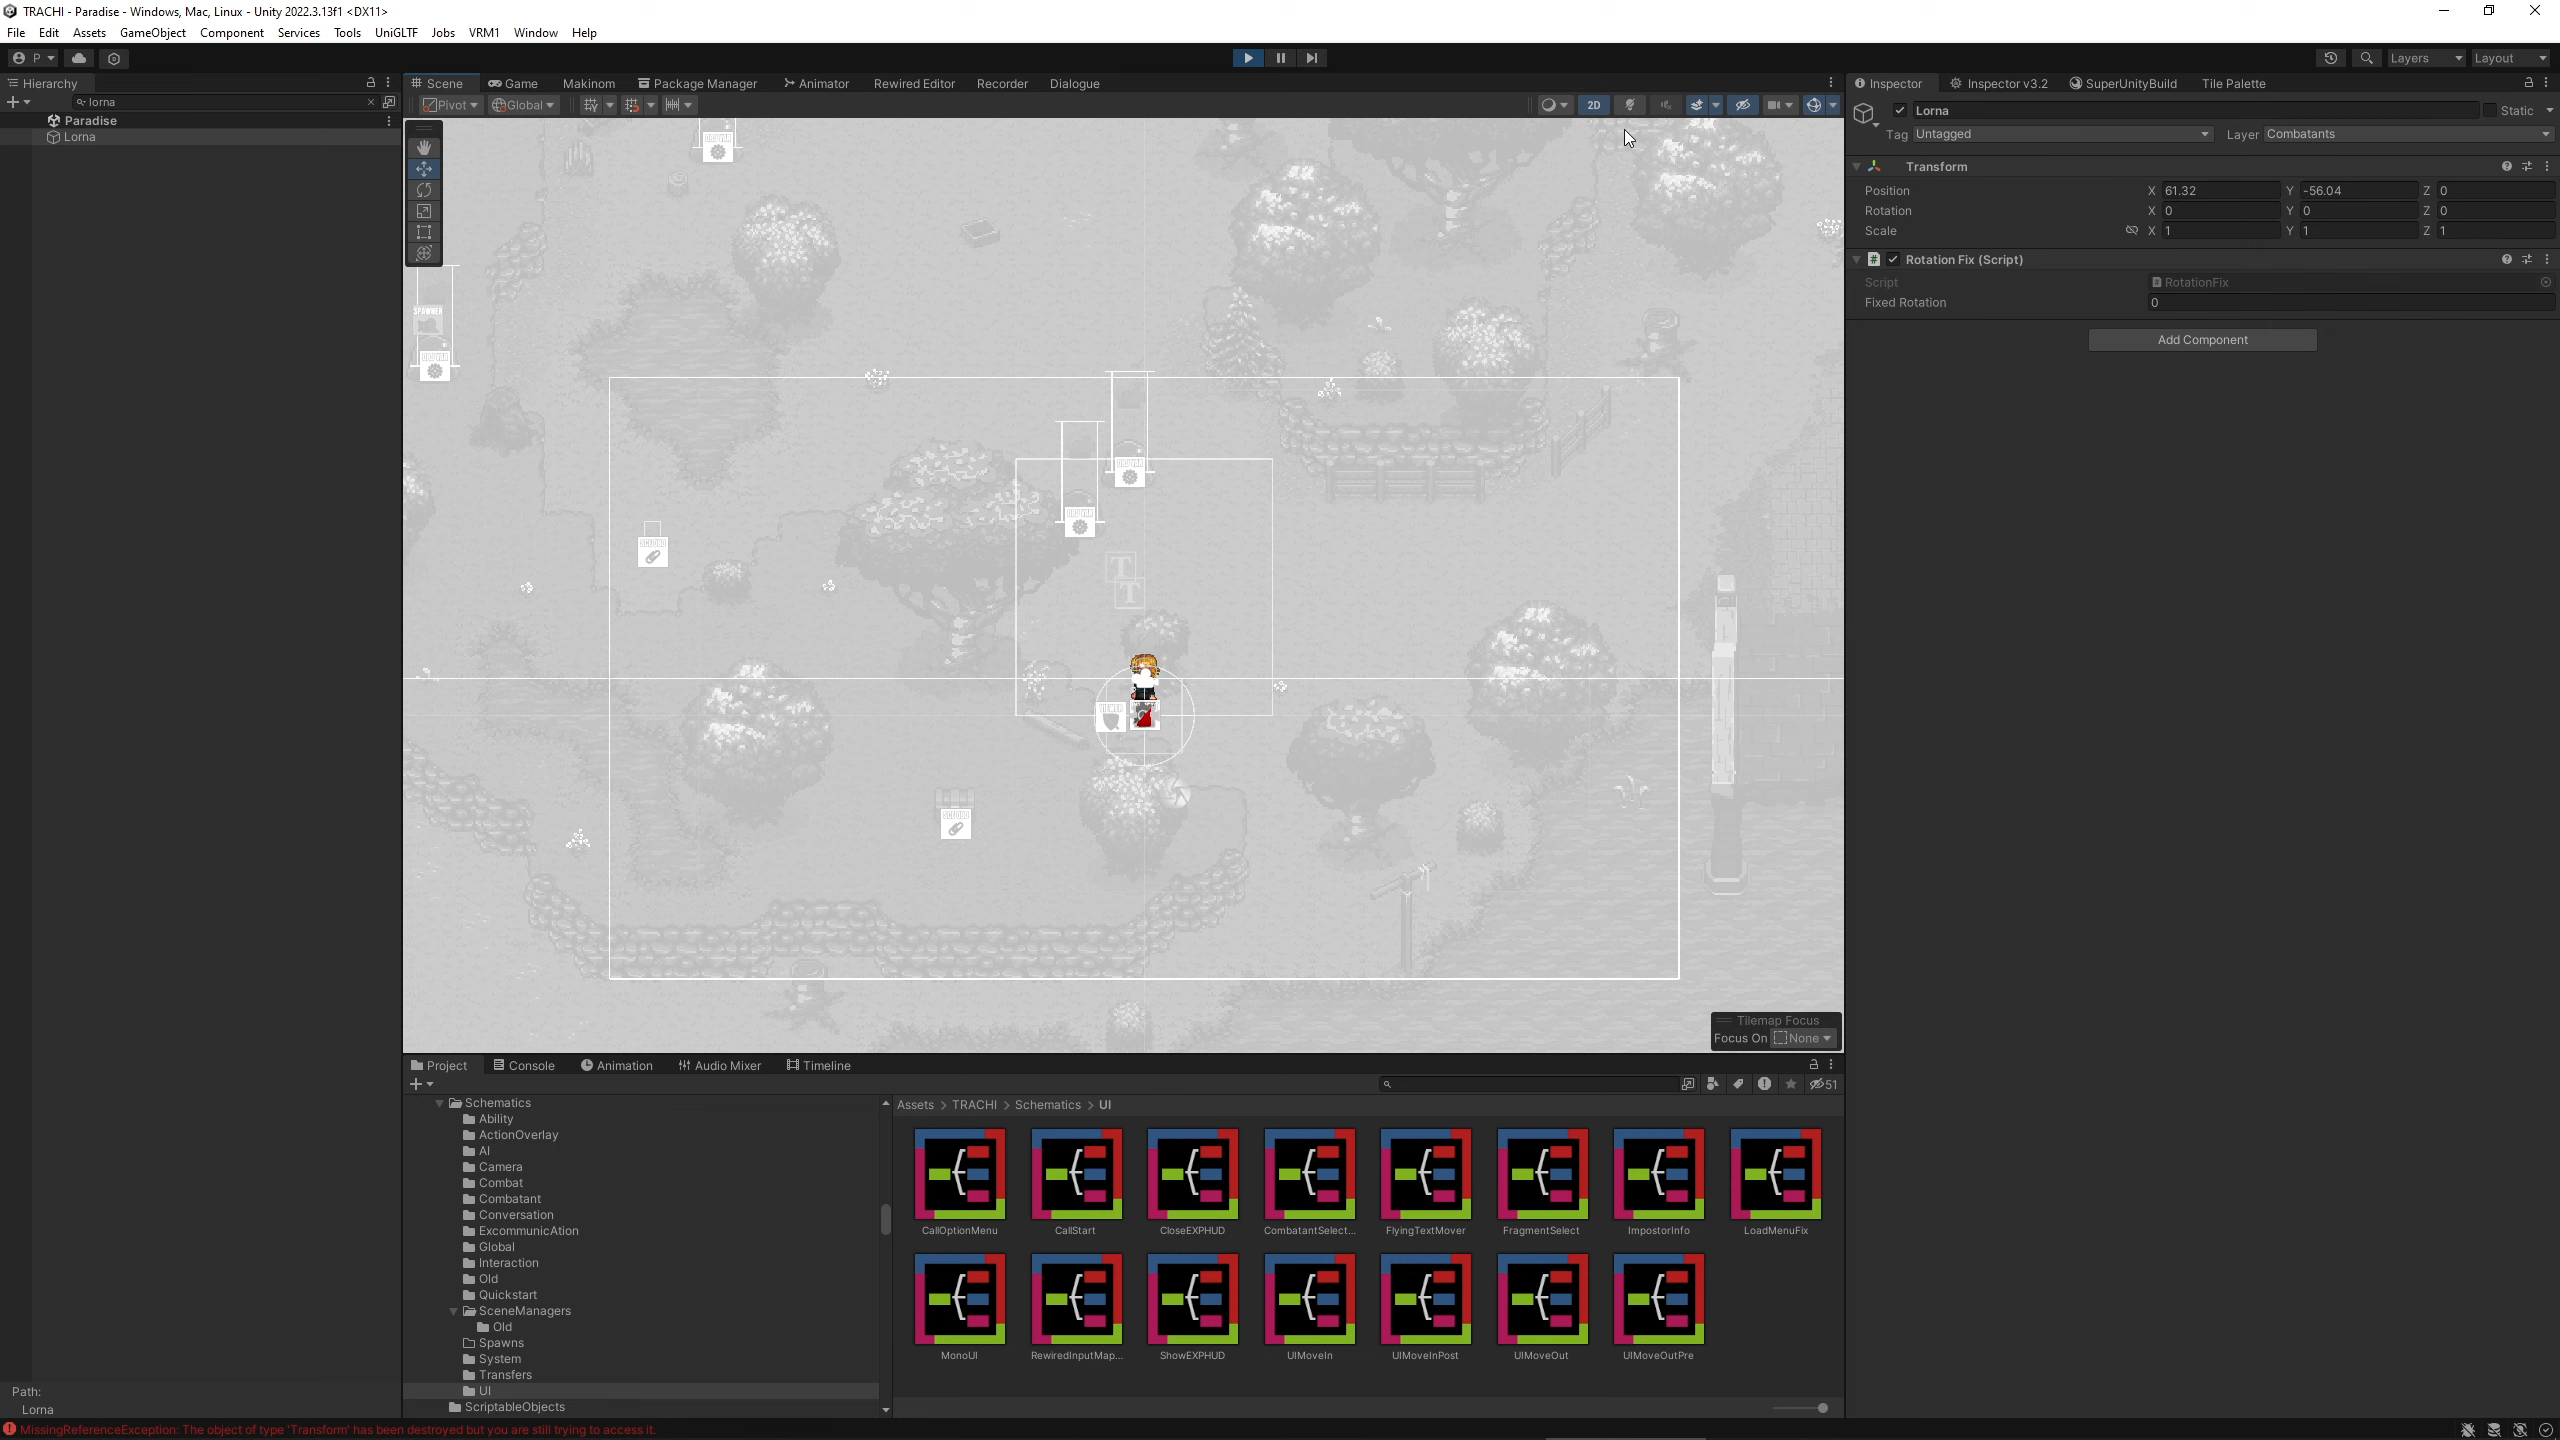 TRACHI - Paradise - Windows, Mac, Linux - Unity 2022.3.13f1 <DX11>
File Edit Assets GameObject Component Services Tools UniGLTF Jobs VRM1 Window Help
P Layers Layout
Hierarchy Scene Game Makinom Package Manager Animator Rewired Editor Recorder Dialogue Inspector Inspector v3.2 SuperUnityBuild Tile Palette
lorna Pivot Global 2D Lorna Static
Paradise
Lorna
Tag Untagged Layer Combatants
Transform
Position X 61.32 Y -56.04 Z 0
Rotation X 0 Y 0 Z 0
Scale X 1 Y 1 Z 1
Rotation Fix (Script)
Script RotationFix
Fixed Rotation 0
Add Component
SPAWNER
T
T
Tilemap Focus
Focus On None
Project Console Animation Audio Mixer Timeline
51
Schematics
Ability
ActionOverlay
AI
Camera
Combat
Combatant
Conversation
ExcommunicAtion
Global
Interaction
Old
Quickstart
SceneManagers
Old
Spawns
System
Transfers
UI
ScriptableObjects
Assets > TRACHI > Schematics > UI
CallOptionMenu CallStart CloseEXPHUD CombatantSelect... FlyingTextMover FragmentSelect ImpostorInfo LoadMenuFix
MonoUI RewiredInputMap... ShowEXPHUD UIMoveIn UIMoveInPost UIMoveOut UIMoveOutPre
Path:
Lorna
MissingReferenceException: The object of type 'Transform' has been destroyed but you are still trying to access it.